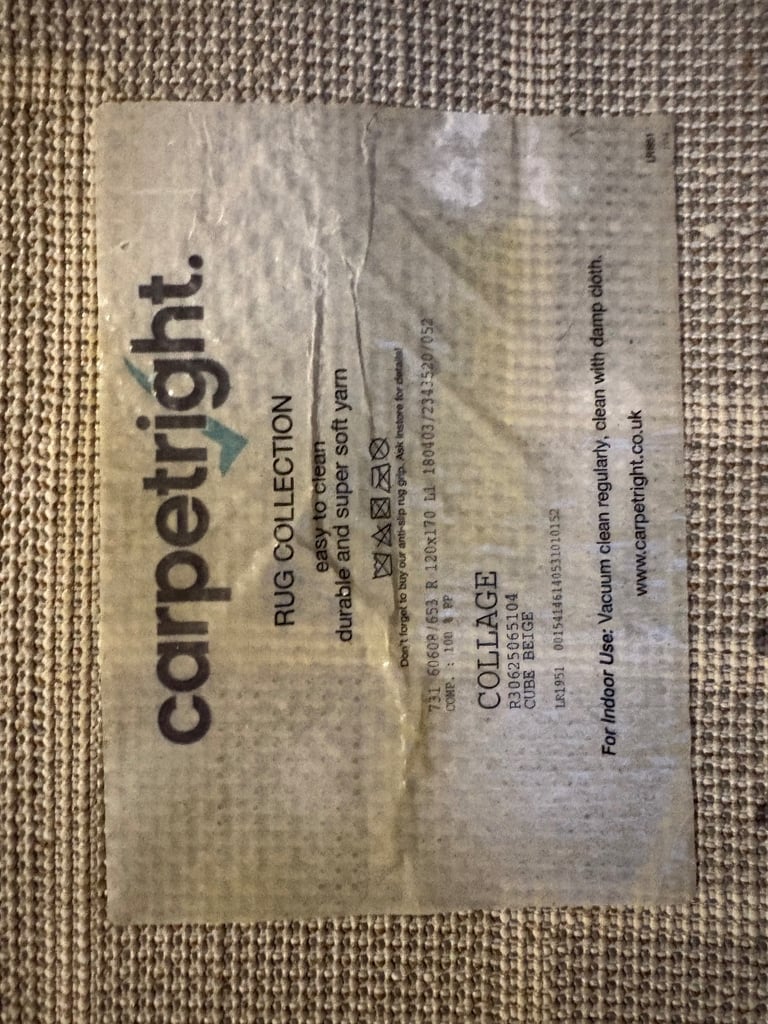 carpetright.
RUG COLLECTION
easy to clean
durable and super soft yarn
Don't forget to buy our anti-slip rug grip. Ask instore for details!
731 60608/653 R 120x170 L1 180403/2343520/052
COMP. : 100 % PP
COLLAGE
R30625065104
CUBE BEIGE
LR1951 00154146140531010152
For Indoor Use: Vacuum clean regularly, clean with damp cloth.
www.carpetright.co.uk